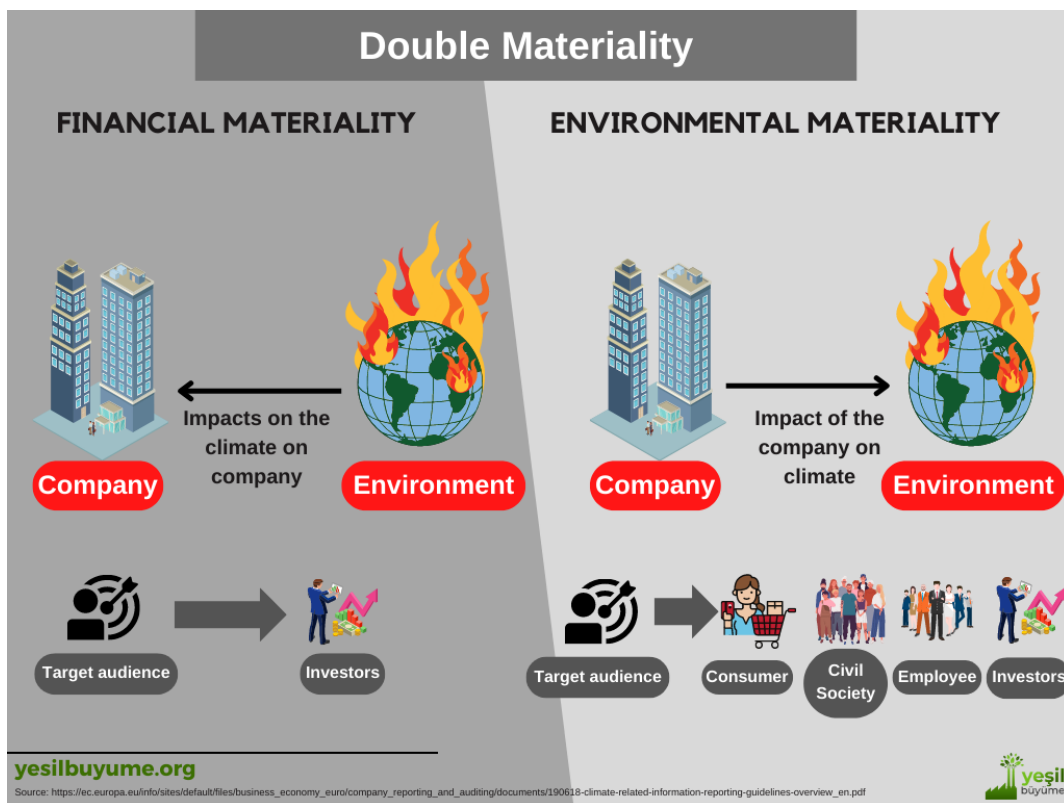 Double Materiality
FINANCIAL MATERIALITY
Impacts on the
climate on
company
Company
Environment
Target audience
Investors
ENVIRONMENTAL MATERIALITY
Impact of the
company on
climate
Company
Environment
Target audience
Consumer
Civil
Society
Employee
Investors
yesilbuyume.org
Source: https://ec.europa.eu/info/sites/default/files/business_economy_euro/company_reporting_and_auditing/documents/190618-climate-related-information-reporting-guidelines-overview_en.pdf
yeşil
büyüme